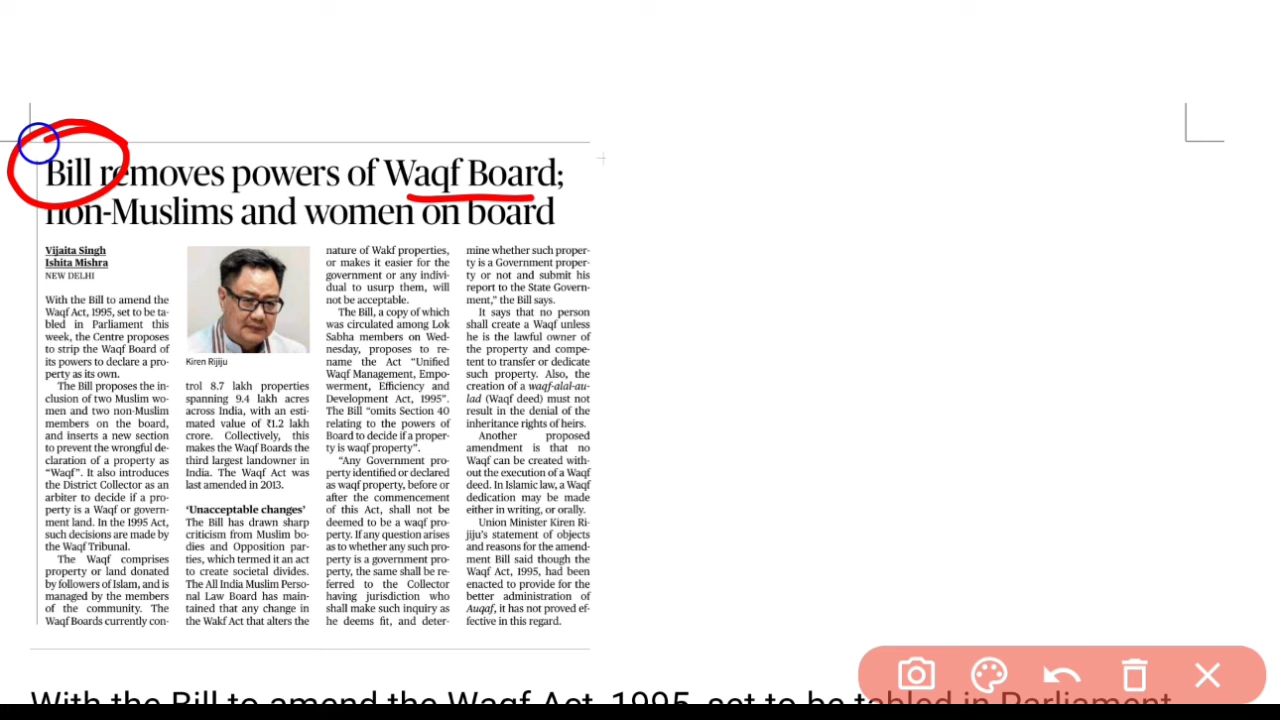 Bill removes powers of Waqf Board;
non-Muslims and women on board
Vijaita Singh
Ishita Mishra
NEW DELHI
With the Bill to amend the
Waqf Act, 1995, set to be ta-
bled in Parliament this
week, the Centre proposes
to strip the Waqf Board of
its powers to declare a pro-
perty as its own.
The Bill proposes the in-
clusion of two Muslim wo-
men and two non-Muslim
members on the board,
and inserts a new section
to prevent the wrongful de-
claration of a property as
“Waqf”. It also introduces
the District Collector as an
arbiter to decide if a pro-
perty is a Waqf or govern-
ment land. In the 1995 Act,
such decisions are made by
the Waqf Tribunal.
The Waqf comprises
property or land donated
by followers of Islam, and is
managed by the members
of the community. The
Waqf Boards currently con-
Kiren Rijiju
trol 8.7 lakh properties
spanning 9.4 lakh acres
across India, with an esti-
mated value of ₹1.2 lakh
crore. Collectively, this
makes the Waqf Boards the
third largest landowner in
India. The Waqf Act was
last amended in 2013.
‘Unacceptable changes’
The Bill has drawn sharp
criticism from Muslim bo-
dies and Opposition par-
ties, which termed it an act
to create societal divides.
The All India Muslim Perso-
nal Law Board has main-
tained that any change in
the Wakf Act that alters the
nature of Wakf properties,
or makes it easier for the
government or any indivi-
dual to usurp them, will
not be acceptable.
The Bill, a copy of which
was circulated among Lok
Sabha members on Wed-
nesday, proposes to re-
name the Act “Unified
Waqf Management, Empo-
werment, Efficiency and
Development Act, 1995”.
The Bill “omits Section 40
relating to the powers of
Board to decide if a proper-
ty is waqf property”.
“Any Government pro-
perty identified or declared
as waqf property, before or
after the commencement
of this Act, shall not be
deemed to be a waqf pro-
perty. If any question arises
as to whether any such pro-
perty is a government pro-
perty, the same shall be re-
ferred to the Collector
having jurisdiction who
shall make such inquiry as
he deems fit, and deter-
mine whether such proper-
ty is a Government proper-
ty or not and submit his
report to the State Govern-
ment,” the Bill says.
It says that no person
shall create a Waqf unless
he is the lawful owner of
the property and compe-
tent to transfer or dedicate
such property. Also, the
creation of a waqf-alal-au-
lad (Waqf deed) must not
result in the denial of the
inheritance rights of heirs.
Another proposed
amendment is that no
Waqf can be created with-
out the execution of a Waqf
deed. In Islamic law, a Waqf
dedication may be made
either in writing, or orally.
Union Minister Kiren Ri-
jiju’s statement of objects
and reasons for the amend-
ment Bill said though the
Waqf Act, 1995, had been
enacted to provide for the
better administration of
Auqaf, it has not proved ef-
fective in this regard.
With the Bill to amend the Waqf Act, 1995, set to be tabled in Parliament